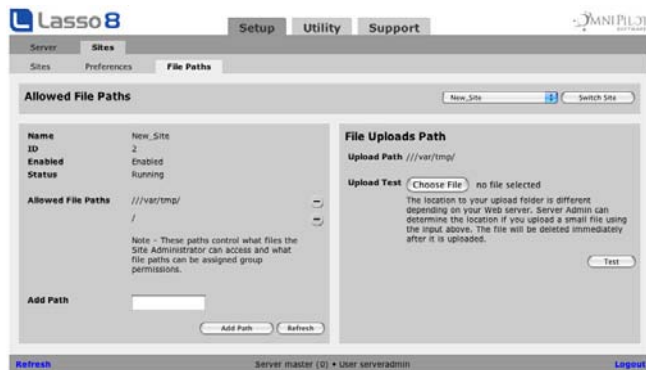 Lasso 8
Setup Utility Support
OMNIPILOT
SOFTWARE
Server Sites
Sites Preferences File Paths
Allowed File Paths
New_Site Switch Site
Name New_Site
ID 2
Enabled Enabled
Status Running
Allowed File Paths ///var/tmp/
/
Note - These paths control what files the
Site Administrator can access and what
file paths can be assigned group
permissions.
Add Path
Add Path Refresh
File Uploads Path
Upload Path ///var/tmp/
Upload Test Choose File no file selected
The location to your upload folder is different
depending on your Web server. Server Admin can
determine the location if you upload a small file using
the input above. The file will be deleted immediately
after it is uploaded.
Test
Refresh Server master (0) • User serveradmin Logout